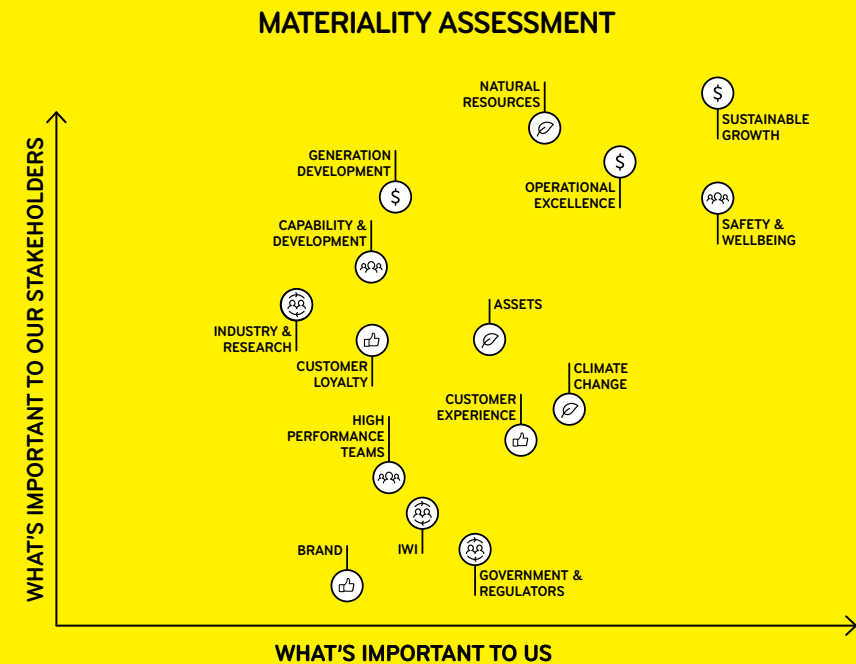 MATERIALITY ASSESSMENT
WHAT'S IMPORTANT TO OUR STAKEHOLDERS
NATURAL
RESOURCES
$
SUSTAINABLE
GROWTH
GENERATION
DEVELOPMENT
$
$
OPERATIONAL
EXCELLENCE
SAFETY &
WELLBEING
CAPABILITY &
DEVELOPMENT
INDUSTRY &
RESEARCH
ASSETS
CUSTOMER
LOYALTY
CLIMATE
CHANGE
CUSTOMER
EXPERIENCE
HIGH
PERFORMANCE
TEAMS
BRAND
IWI
GOVERNMENT &
REGULATORS
WHAT'S IMPORTANT TO US